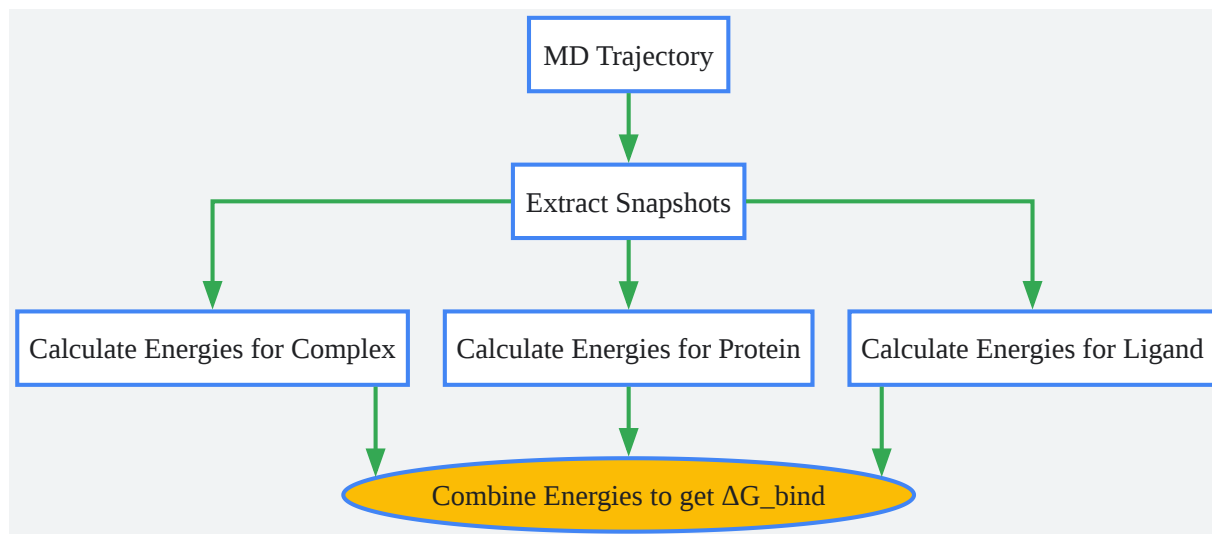 MD Trajectory
Extract Snapshots
Calculate Energies for Complex
Calculate Energies for Protein
Calculate Energies for Ligand
Combine Energies to get ΔG_bind